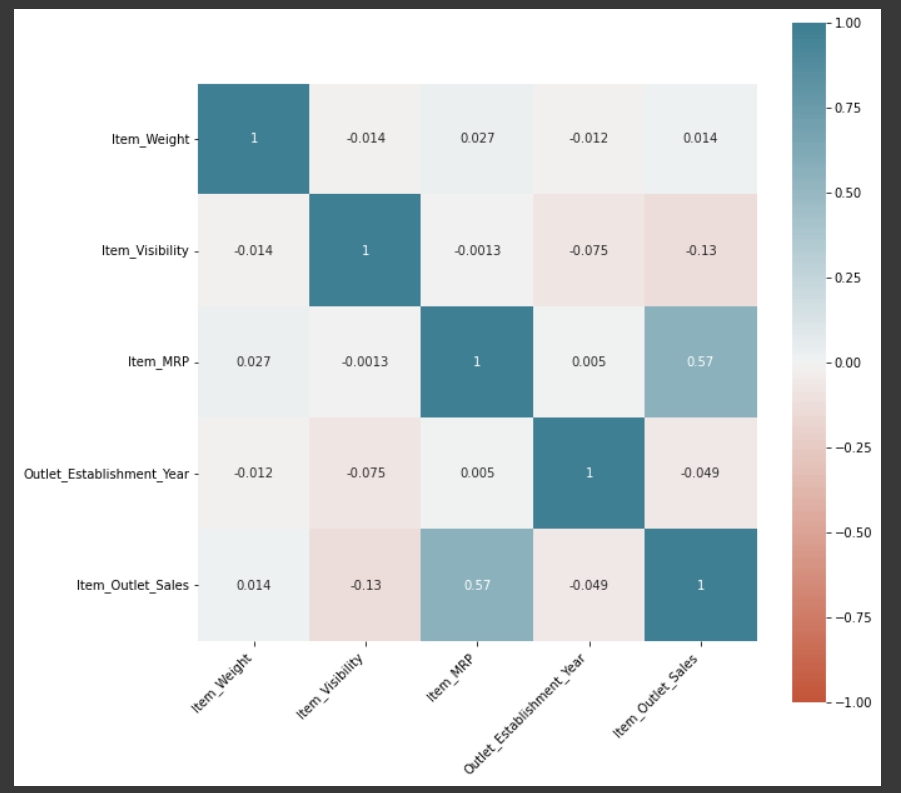 1.00
Item_Weight 1 -0.014 0.027 -0.012 0.014
0.75
0.50
Item_Visibility -0.014 1 -0.0013 -0.075 -0.13
0.25
Item_MRP 0.027 -0.0013 1 0.005 0.57
0.00
−0.25
Outlet_Establishment_Year -0.012 -0.075 0.005 1 -0.049
−0.50
Item_Outlet_Sales 0.014 -0.13 0.57 -0.049 1
−0.75
−1.00
Item_Weight
Item_Visibility
Item_MRP
Outlet_Establishment_Year
Item_Outlet_Sales